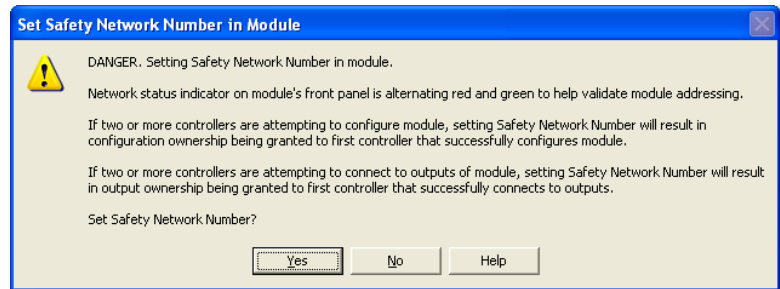 Set Safety Network Number in Module
DANGER. Setting Safety Network Number in module.
Network status indicator on module's front panel is alternating red and green to help validate module addressing.
If two or more controllers are attempting to configure module, setting Safety Network Number will result in
configuration ownership being granted to first controller that successfully configures module.
If two or more controllers are attempting to connect to outputs of module, setting Safety Network Number will result
in output ownership being granted to first controller that successfully connects to outputs.
Set Safety Network Number?
Yes No Help